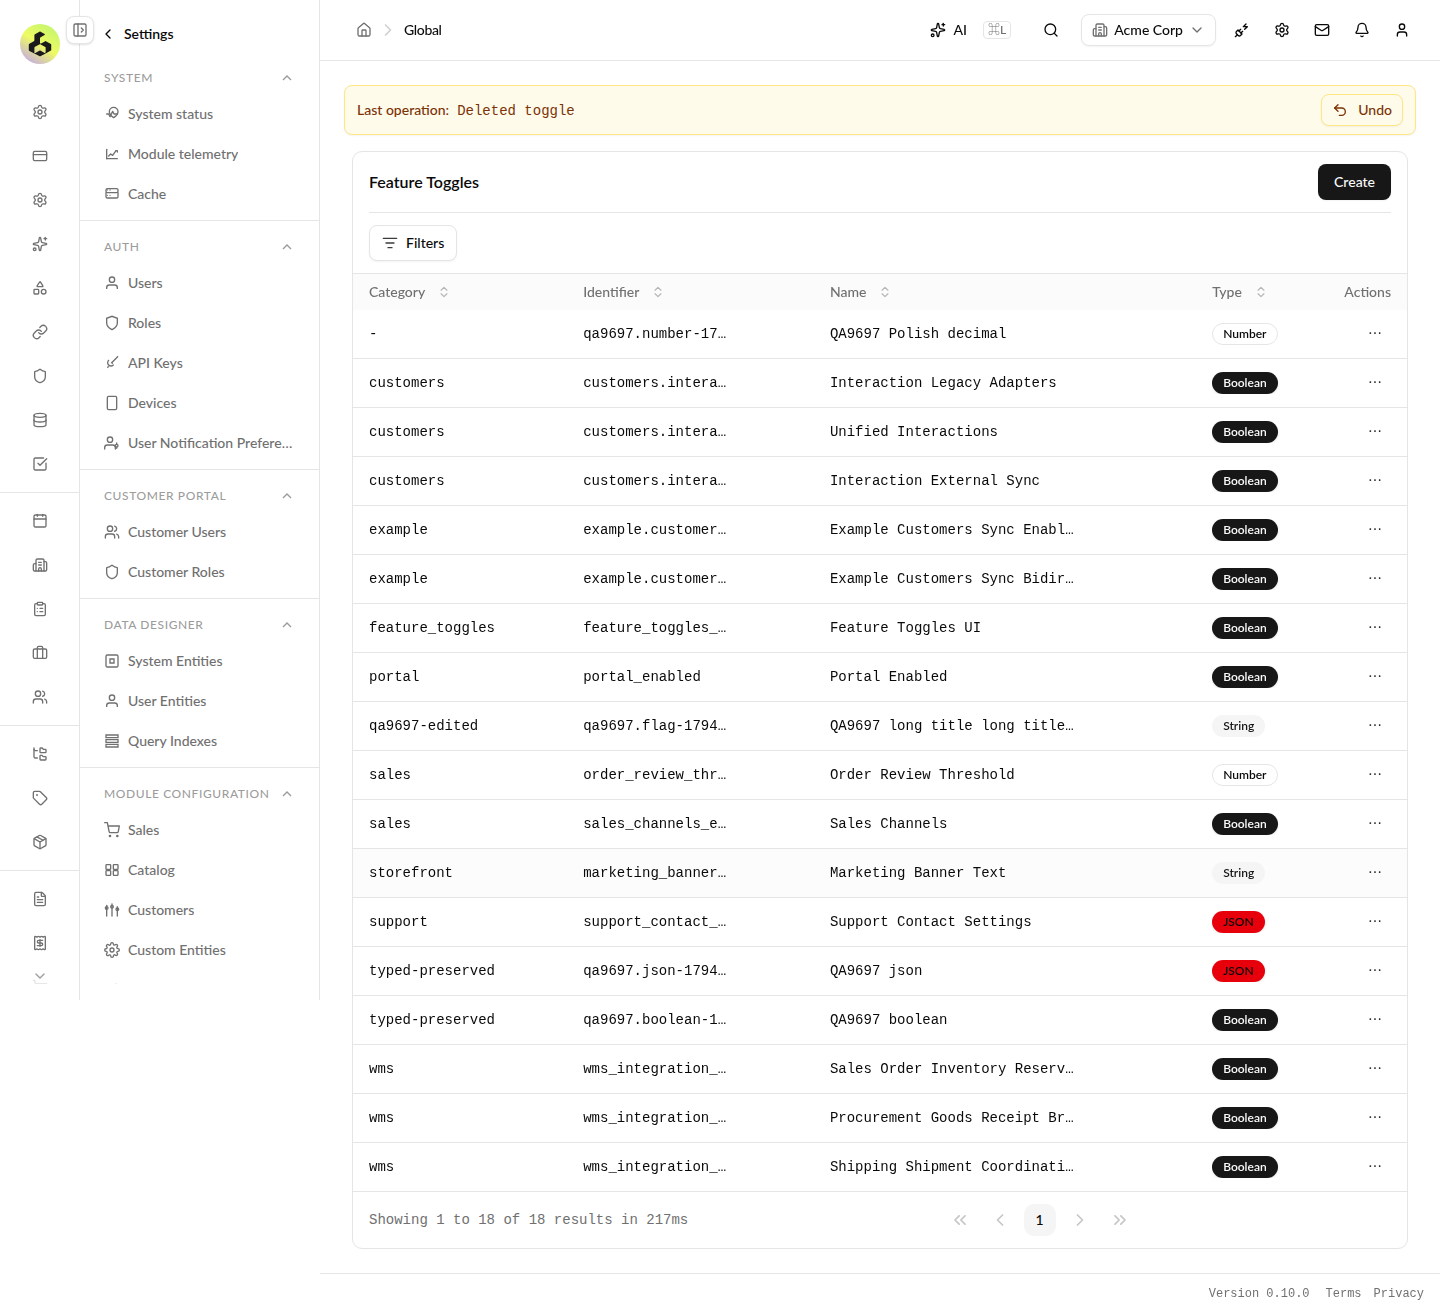 Settings
SYSTEM
System status
Module telemetry
Cache
AUTH
Users
Roles
API Keys
Devices
User Notification Prefere...
CUSTOMER PORTAL
Customer Users
Customer Roles
DATA DESIGNER
System Entities
User Entities
Query Indexes
MODULE CONFIGURATION
Sales
Catalog
Customers
Custom Entities
Global
AI ⌘L Acme Corp
Last operation: Deleted toggle Undo
Feature Toggles Create
Filters
Category Identifier Name Type Actions
- qa9697.number-17… QA9697 Polish decimal Number ...
customers customers.intera… Interaction Legacy Adapters Boolean ...
customers customers.intera… Unified Interactions Boolean ...
customers customers.intera… Interaction External Sync Boolean ...
example example.customer… Example Customers Sync Enabl… Boolean ...
example example.customer… Example Customers Sync Bidir… Boolean ...
feature_toggles feature_toggles_… Feature Toggles UI Boolean ...
portal portal_enabled Portal Enabled Boolean ...
qa9697-edited qa9697.flag-1794… QA9697 long title long title… String ...
sales order_review_thr… Order Review Threshold Number ...
sales sales_channels_e… Sales Channels Boolean ...
storefront marketing_banner… Marketing Banner Text String ...
support support_contact_… Support Contact Settings JSON ...
typed-preserved qa9697.json-1794… QA9697 json JSON ...
typed-preserved qa9697.boolean-1… QA9697 boolean Boolean ...
wms wms_integration_… Sales Order Inventory Reserv… Boolean ...
wms wms_integration_… Procurement Goods Receipt Br… Boolean ...
wms wms_integration_… Shipping Shipment Coordinati… Boolean ...
Showing 1 to 18 of 18 results in 217ms 1
Version 0.10.0 Terms Privacy